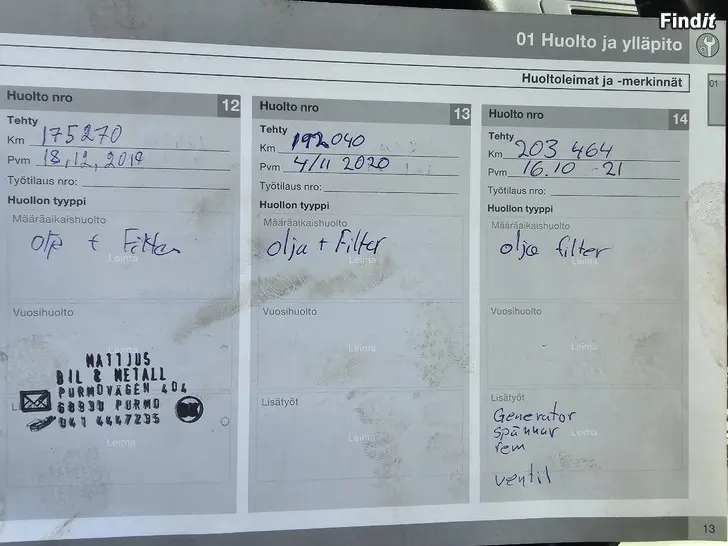 Findit
01 Huolto ja ylläpito
Huoltoleimat ja -merkinnät
01
Huolto nro 12
Tehty
Km 175270
Pvm 18,12,2019
Työtilaus nro:
Huollon tyyppi
Määräaikaishuolto
olja + Filter
Leima
Vuosihuolto
Leima
MATTJUS
BIL & METALL
PURMOVÄGEN 404
68930 PURMO
041 4447235
Leima
Huolto nro 13
Tehty
Km 192040
Pvm 4/11 2020
Työtilaus nro:
Huollon tyyppi
Määräaikaishuolto
olja + Filter
Leima
Vuosihuolto
Leima
Lisätyöt
Leima
Huolto nro 14
Tehty
Km 203 464
Pvm 16.10 -21
Työtilaus nro:
Huollon tyyppi
Määräaikaishuolto
olja filter
Leima
Vuosihuolto
Leima
Lisätyöt
Generator
spännar
rem
Leima
ventil
13